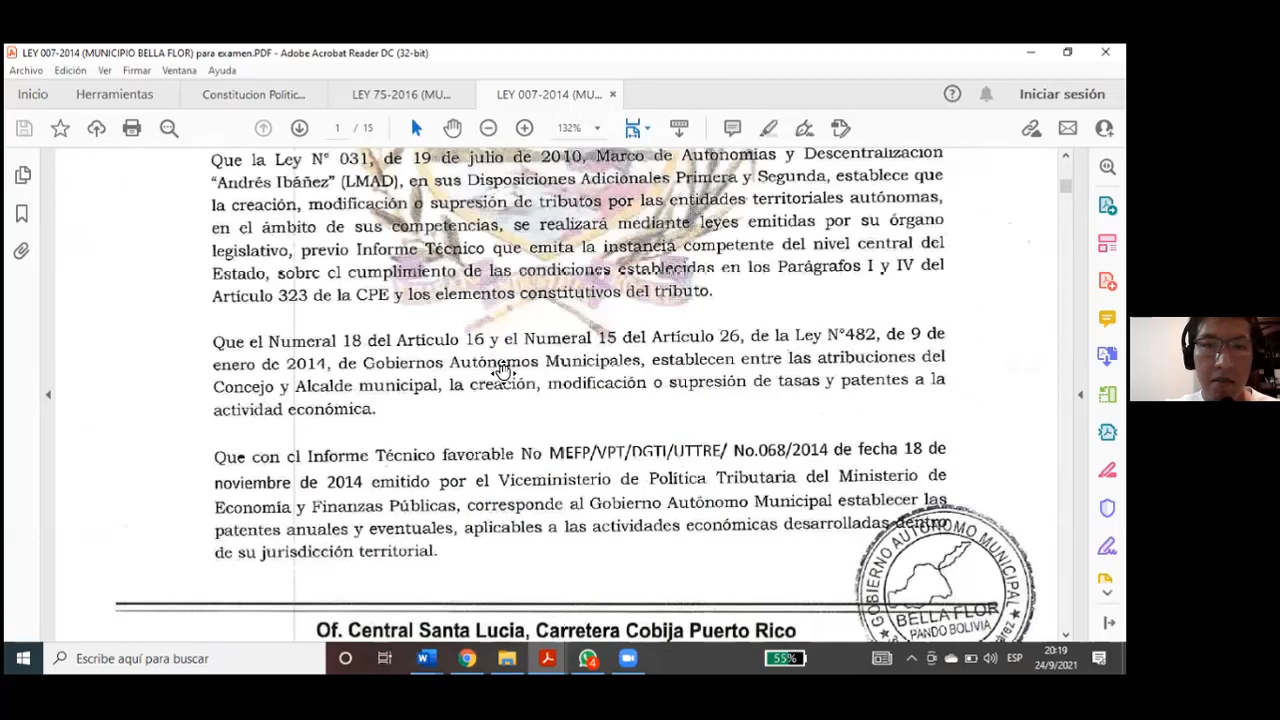 LEY 007-2014 (MUNICIPIO BELLA FLOR) para examen.PDF - Adobe Acrobat Reader DC (32-bit)
Archivo Edición Ver Firmar Ventana Ayuda
Inicio Herramientas Constitucion Politic... LEY 75-2016 (MU... LEY 007-2014 (MU... × Iniciar sesión
1 / 15 132%
Que la Ley N° 031, de 19 de julio de 2010, Marco de Autonomías y Descentralización
“Andrés Ibáñez” (LMAD), en sus Disposiciones Adicionales Primera y Segunda, establece que
la creación, modificación o supresión de tributos por las entidades territoriales autónomas,
en el ámbito de sus competencias, se realizará mediante leyes emitidas por su órgano
legislativo, previo Informe Técnico que emita la instancia competente del nivel central del
Estado, sobre el cumplimiento de las condiciones establecidas en los Parágrafos I y IV del
Artículo 323 de la CPE y los elementos constitutivos del tributo.
Que el Numeral 18 del Articulo 16 y el Numeral 15 del Artículo 26, de la Ley N°482, de 9 de
enero de 2014, de Gobiernos Autónomos Municipales, establecen entre las atribuciones del
Concejo y Alcalde municipal, la creación, modificación o supresión de tasas y patentes a la
actividad económica.
Que con el Informe Técnico favorable No MEFP/VPT/DGTI/UTTRE/ No.068/2014 de fecha 18 de
noviembre de 2014 emitido por el Viceministerio de Política Tributaria del Ministerio de
Economía y Finanzas Públicas, corresponde al Gobierno Autónomo Municipal establecer las
patentes anuales y eventuales, aplicables a las actividades económicas desarrolladas dentro
de su jurisdicción territorial.
GOBIERNO AUTÓNOMO MUNICIPAL
BELLA FLOR
PANDO BOLIVIA
Of. Central Santa Lucia, Carretera Cobija Puerto Rico
Escribe aquí para buscar 4 55% ESP 20:19
24/9/2021